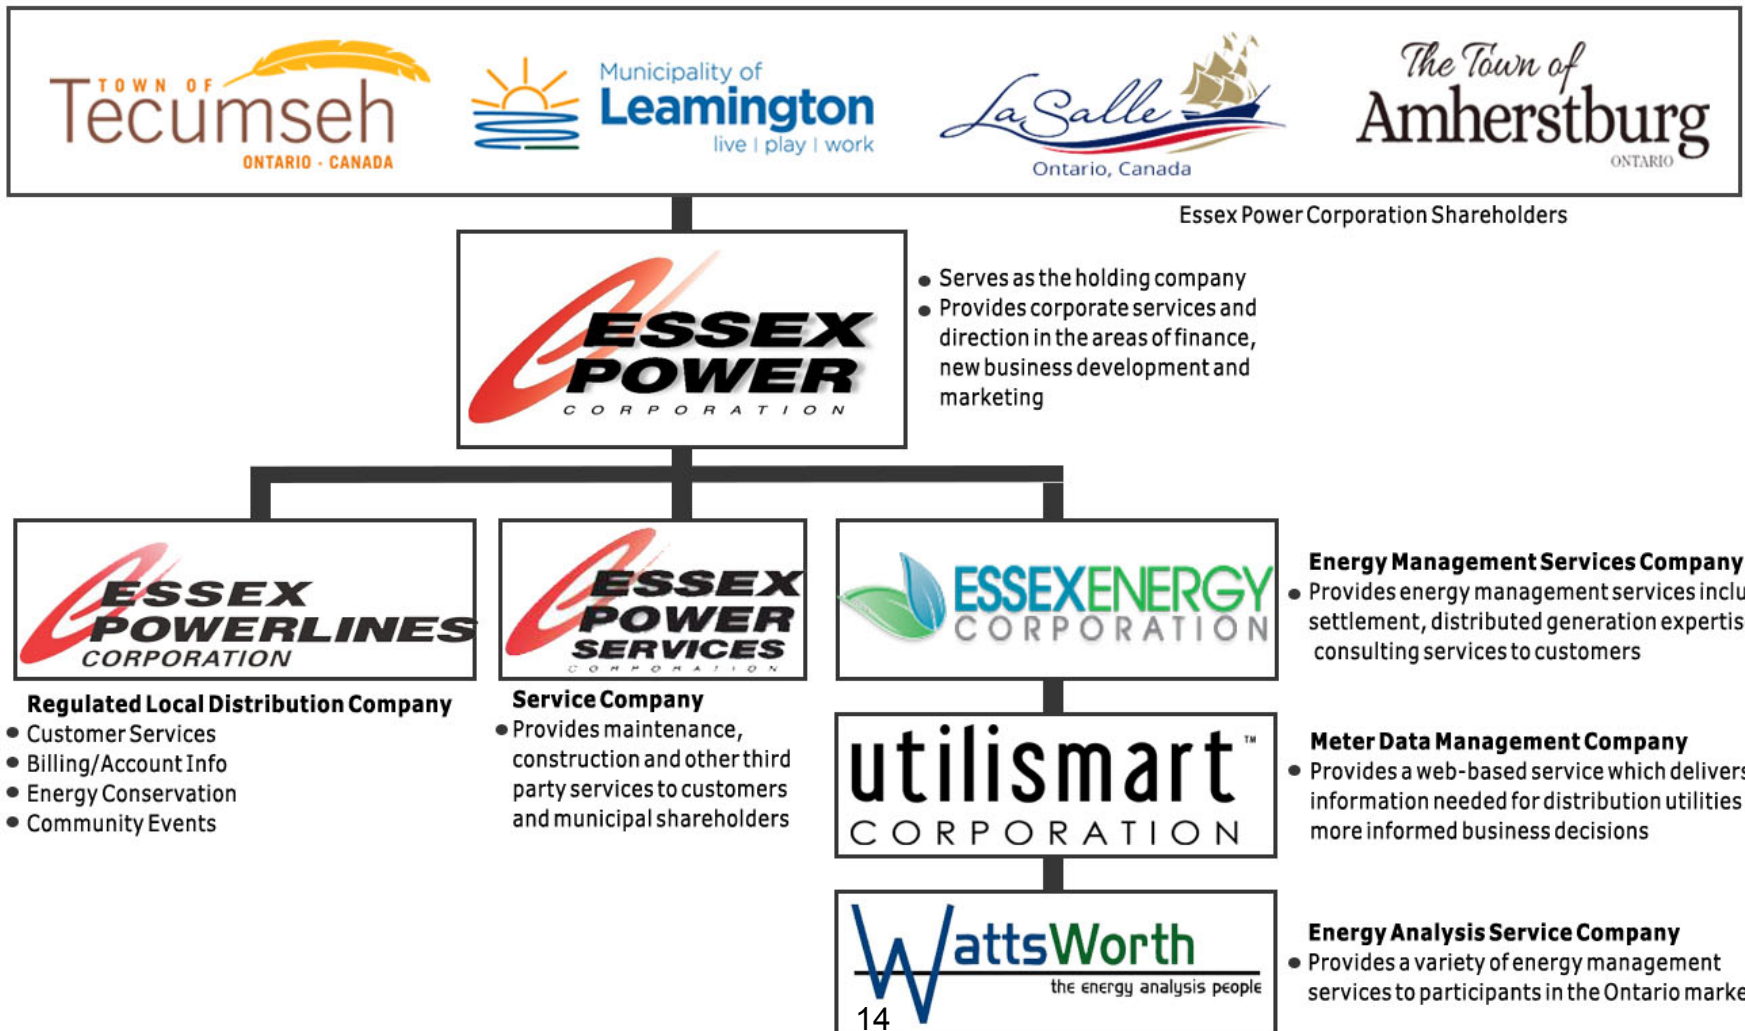 TOWN OF
Tecumseh
ONTARIO - CANADA
Municipality of
Leamington
live | play | work
LaSalle
Ontario, Canada
The Town of
Amherstburg
ONTARIO
Essex Power Corporation Shareholders
ESSEX
POWER
CORPORATION
● Serves as the holding company
● Provides corporate services and
direction in the areas of finance,
new business development and
marketing
ESSEX
POWERLINES
CORPORATION
Regulated Local Distribution Company
● Customer Services
● Billing/Account Info
● Energy Conservation
● Community Events
ESSEX
POWER
SERVICES
CORPORATION
Service Company
● Provides maintenance,
construction and other third
party services to customers
and municipal shareholders
ESSEXENERGY
CORPORATION
Energy Management Services Company
● Provides energy management services inclu
settlement, distributed generation expertis
consulting services to customers
utilismart™
CORPORATION
Meter Data Management Company
● Provides a web-based service which delivers
information needed for distribution utilities
more informed business decisions
WattsWorth
the energy analysis people
Energy Analysis Service Company
● Provides a variety of energy management
services to participants in the Ontario marke
14